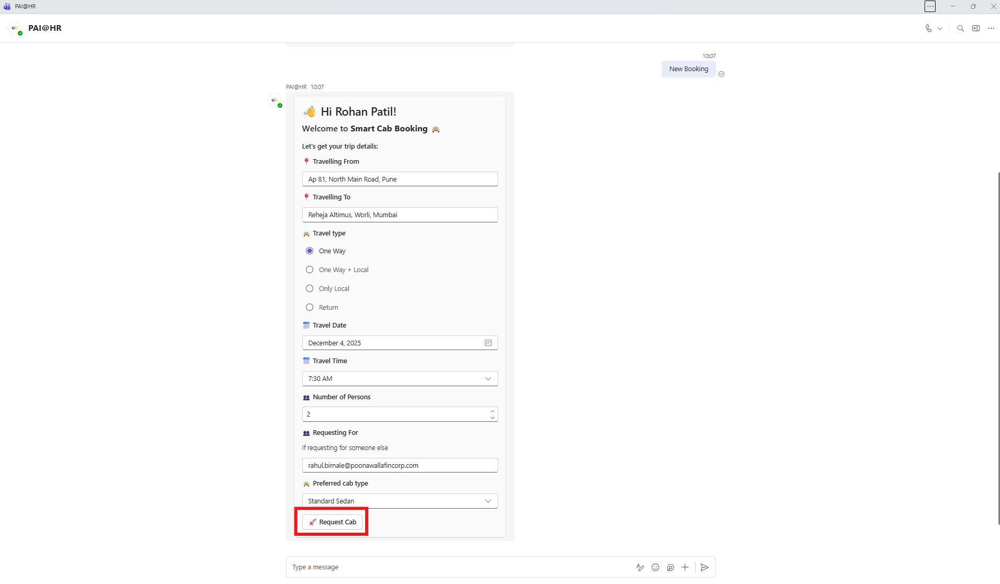 PAI@HR
PAI@HR
10:07
New Booking
PAI@HR 10:07
Hi Rohan Patil!
Welcome to Smart Cab Booking
Let's get your trip details:
Travelling From
Ap 81, North Main Road, Pune
Travelling To
Reheja Altimus, Worli, Mumbai
Travel type
One Way
One Way + Local
Only Local
Return
Travel Date
December 4, 2025
Travel Time
7:30 AM
Number of Persons
2
Requesting For
If requesting for someone else
rahul.birnale@poonawallafincorp.com
Preferred cab type
Standard Sedan
Request Cab
Type a message